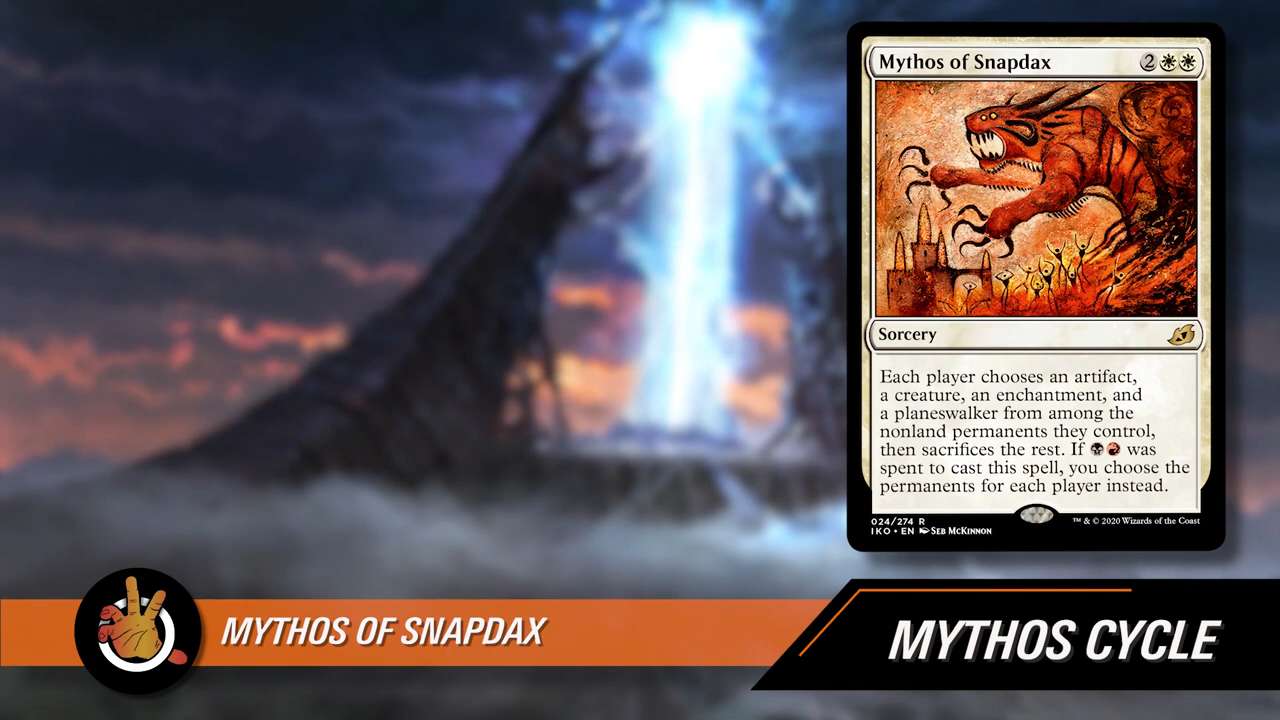 Mythos of Snapdax 2
Sorcery
Each player chooses an artifact,
a creature, an enchantment, and
a planeswalker from among the
nonland permanents they control,
then sacrifices the rest. If was
spent to cast this spell, you choose the
permanents for each player instead.
024/274 R
IKO • EN Seb McKinnon
™ & © 2020 Wizards of the Coast
MYTHOS OF SNAPDAX
MYTHOS CYCLE